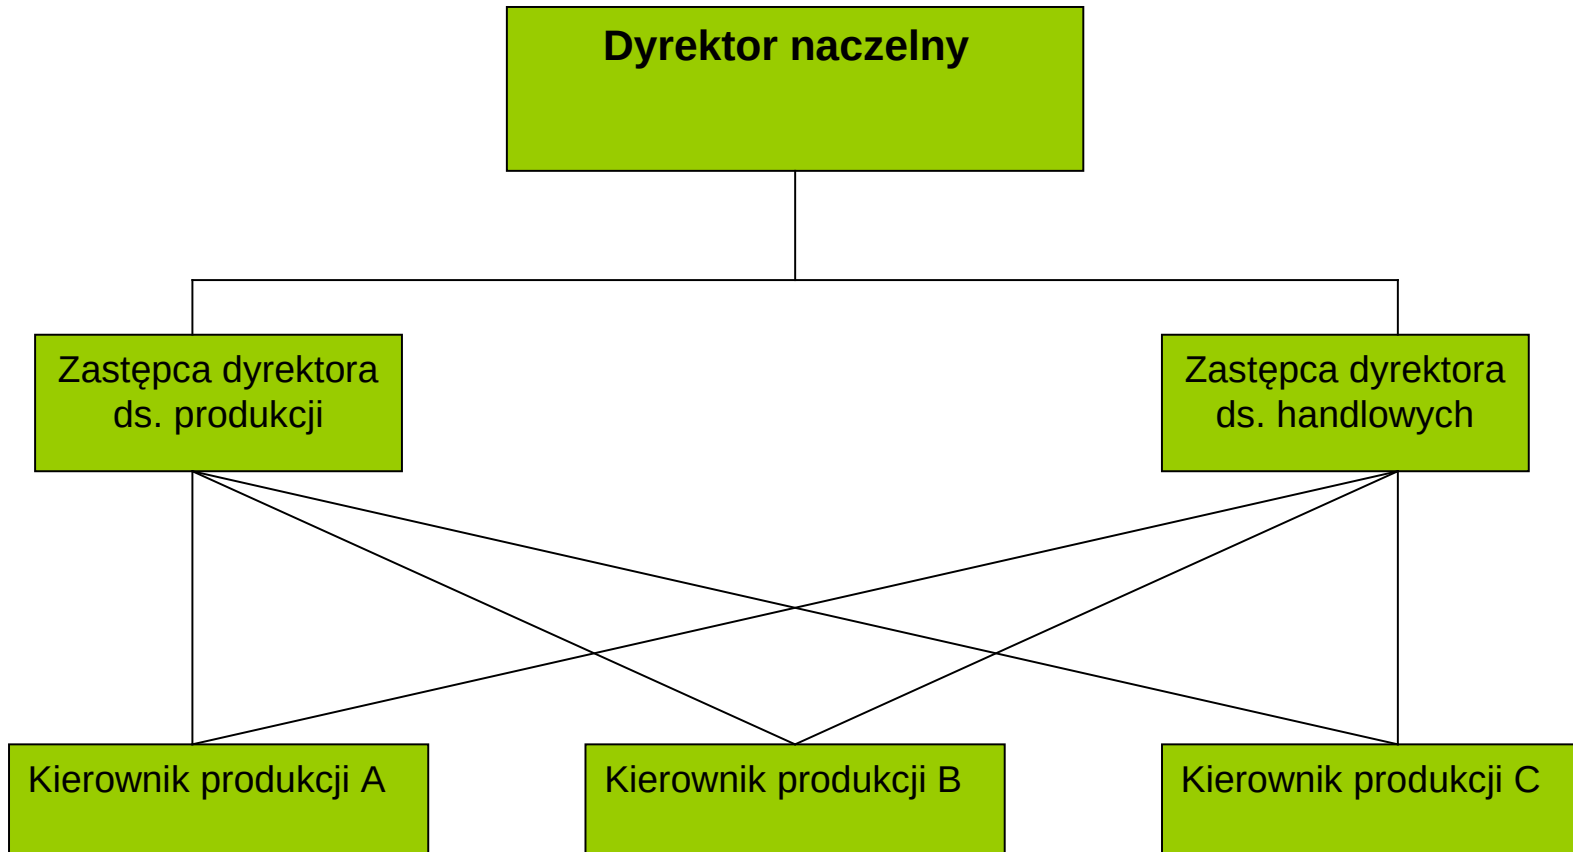 Dyrektor naczelny
Zastępca dyrektora
ds. produkcji
Zastępca dyrektora
ds. handlowych
Kierownik produkcji A
Kierownik produkcji B
Kierownik produkcji C